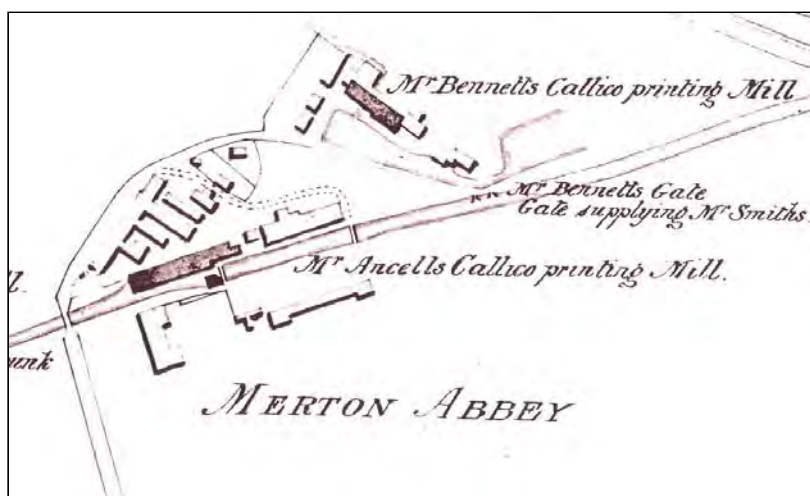 Mr Bennetts Callico printing Mill
Mr Bennetts Gate
Gate supplying Mr Smiths.
Mr Ancells Callico printing Mill.
MERTON ABBEY